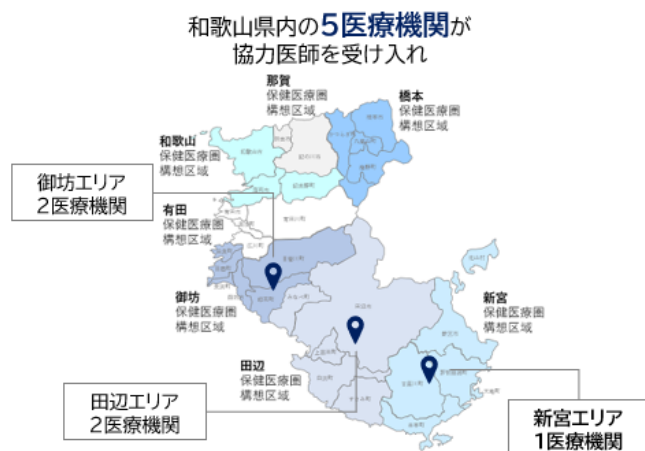 和歌山県内の5医療機関が
協力医師を受け入れ
那賀
保健医療圏
構想区域
橋本
保健医療圏
構想区域
和歌山
保健医療圏
構想区域
御坊エリア
2医療機関
有田
保健医療圏
構想区域
御坊
保健医療圏
構想区域
新宮
保健医療圏
構想区域
田辺
保健医療圏
構想区域
田辺エリア
2医療機関
新宮エリア
1医療機関